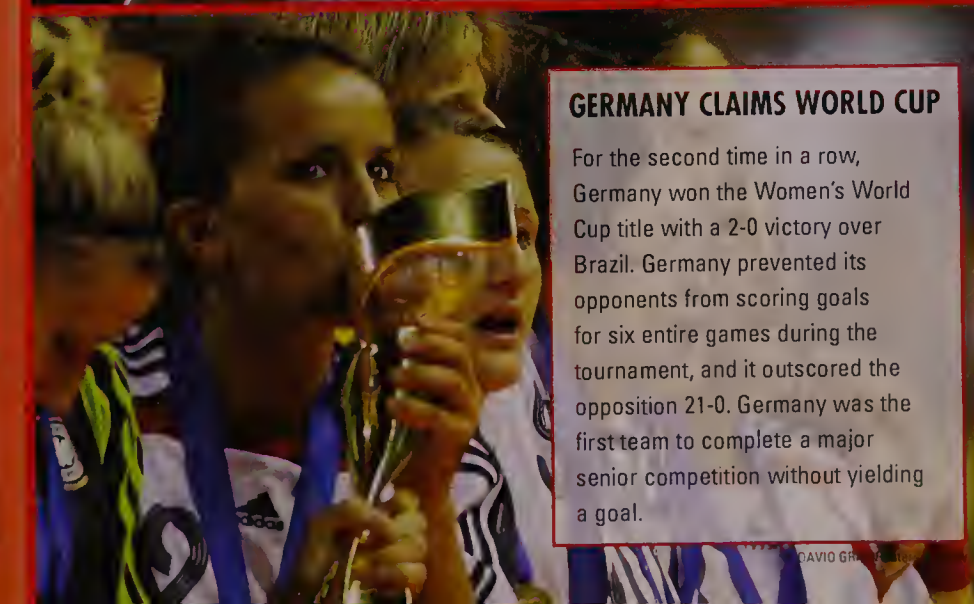 GERMANY CLAIMS WORLD CUP
For the second time in a row,
Germany won the Women's World
Cup title with a 2-0 victory over
Brazil. Germany prevented its
opponents from scoring goals
for six entire games during the
tournament, and it outscored the
opposition 21-0. Germany was the
first team to complete a major
senior competition without yielding
a goal.
adidas